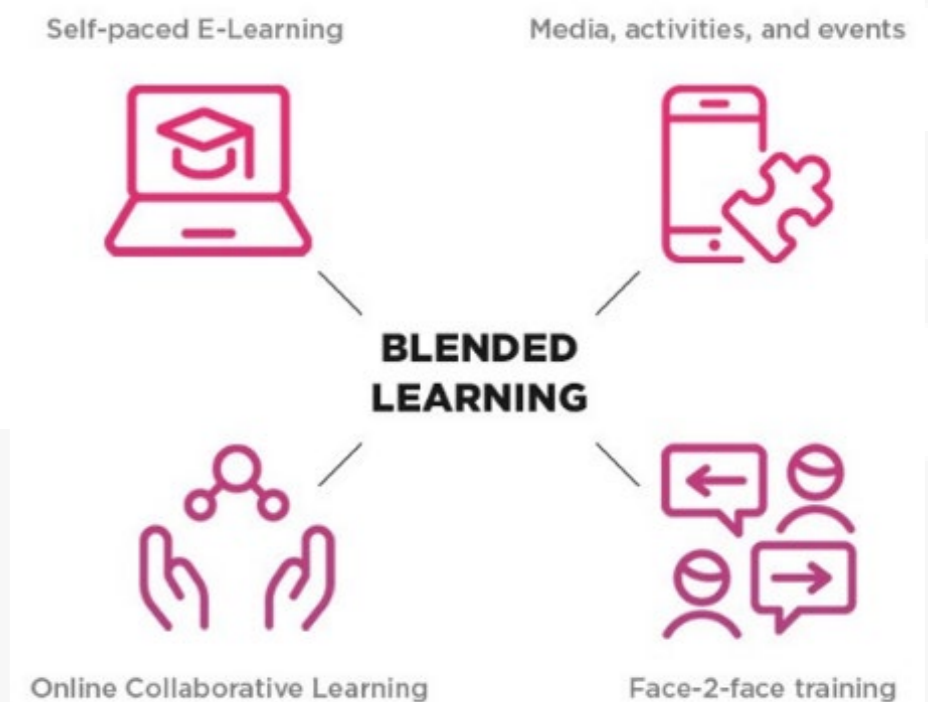 Self-paced E-Learning
Media, activities, and events
BLENDED
LEARNING
Online Collaborative Learning
Face-2-face training